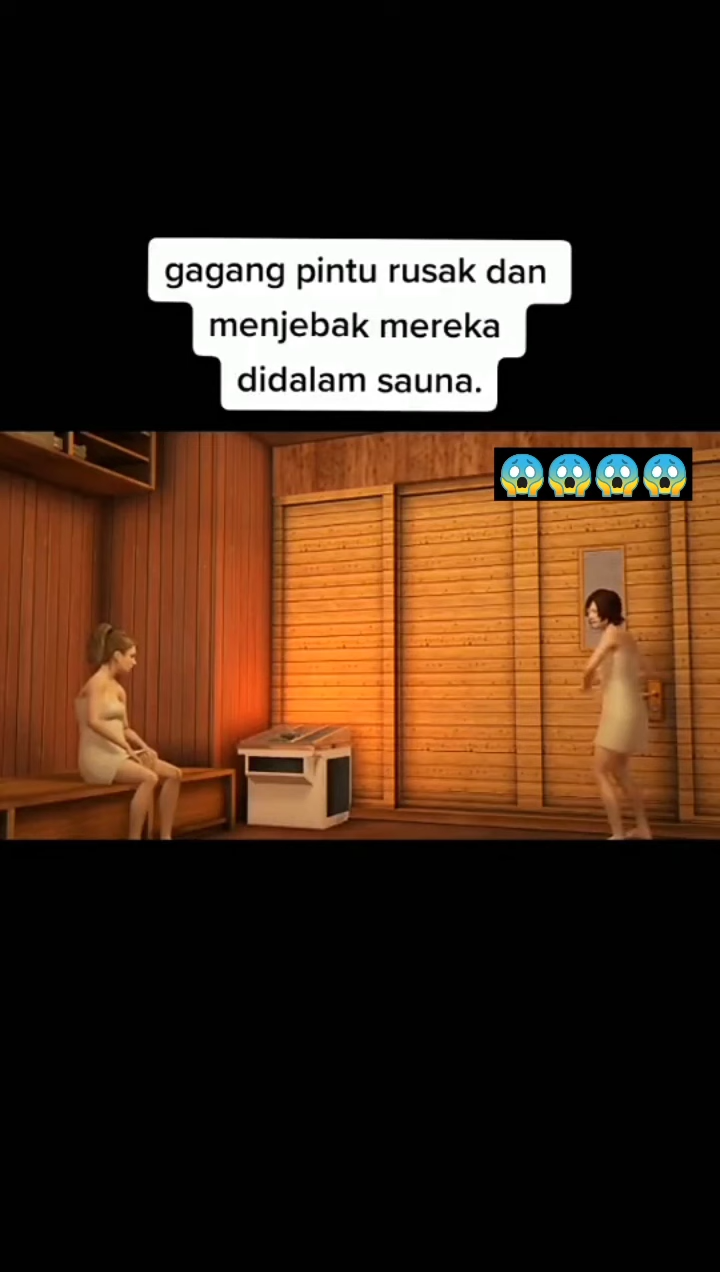 gagang pintu rusak dan
menjebak mereka
didalam sauna.
😱😱😱😱